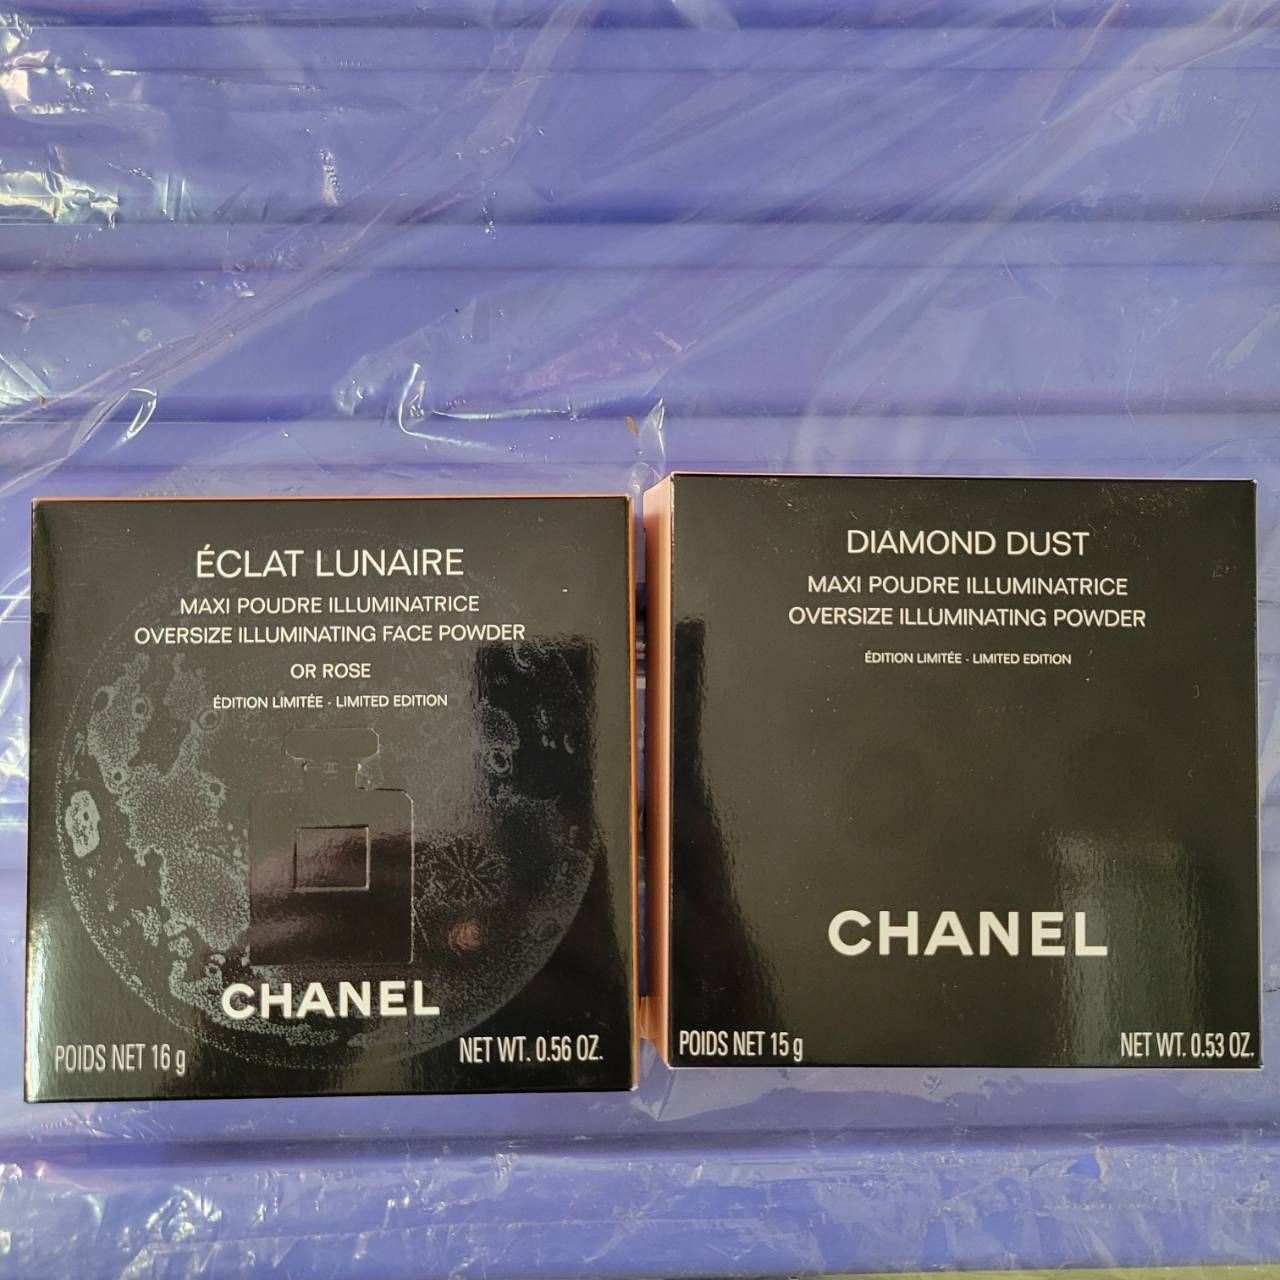 ÉCLAT LUNAIRE
MAXI POUDRE ILLUMINATRICE
OVERSIZE ILLUMINATING FACE POWDER
OR ROSE
ÉDITION LIMITÉE - LIMITED EDITION
CHANEL
POIDS NET 16 g
NET WT. 0.56 OZ.
DIAMOND DUST
MAXI POUDRE ILLUMINATRICE
OVERSIZE ILLUMINATING POWDER
ÉDITION LIMITÉE - LIMITED EDITION
CHANEL
POIDS NET 15 g
NET WT. 0.53 OZ.